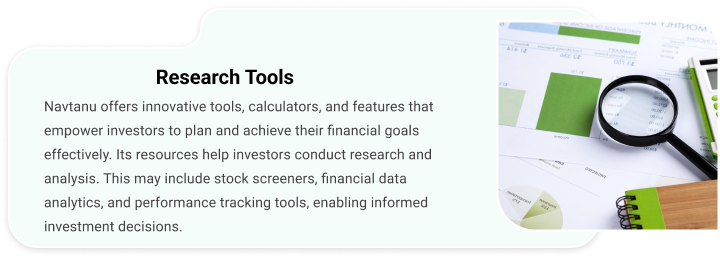 Research Tools
Navtanu offers innovative tools, calculators, and features that
empower investors to plan and achieve their financial goals
effectively. Its resources help investors conduct research and
analysis. This may include stock screeners, financial data
analytics, and performance tracking tools, enabling informed
investment decisions.